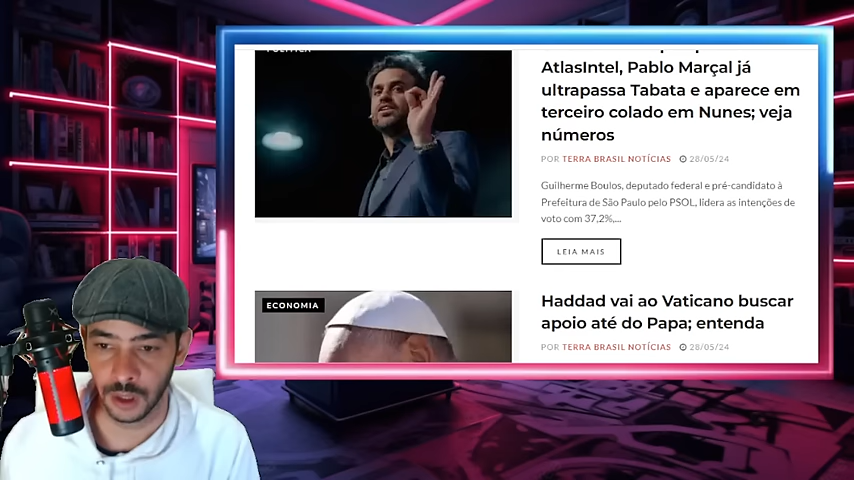 AtlasIntel, Pablo Marçal já
ultrapassa Tabata e aparece em
terceiro colado em Nunes; veja
números
POR TERRA BRASIL NOTÍCIAS 28/05/24
Guilherme Boulos, deputado federal e pré-candidato à
Prefeitura de São Paulo pelo PSOL, lidera as intenções de
voto com 37,2%,...
LEIA MAIS
ECONOMIA
Haddad vai ao Vaticano buscar
apoio até do Papa; entenda
POR TERRA BRASIL NOTÍCIAS 28/05/24